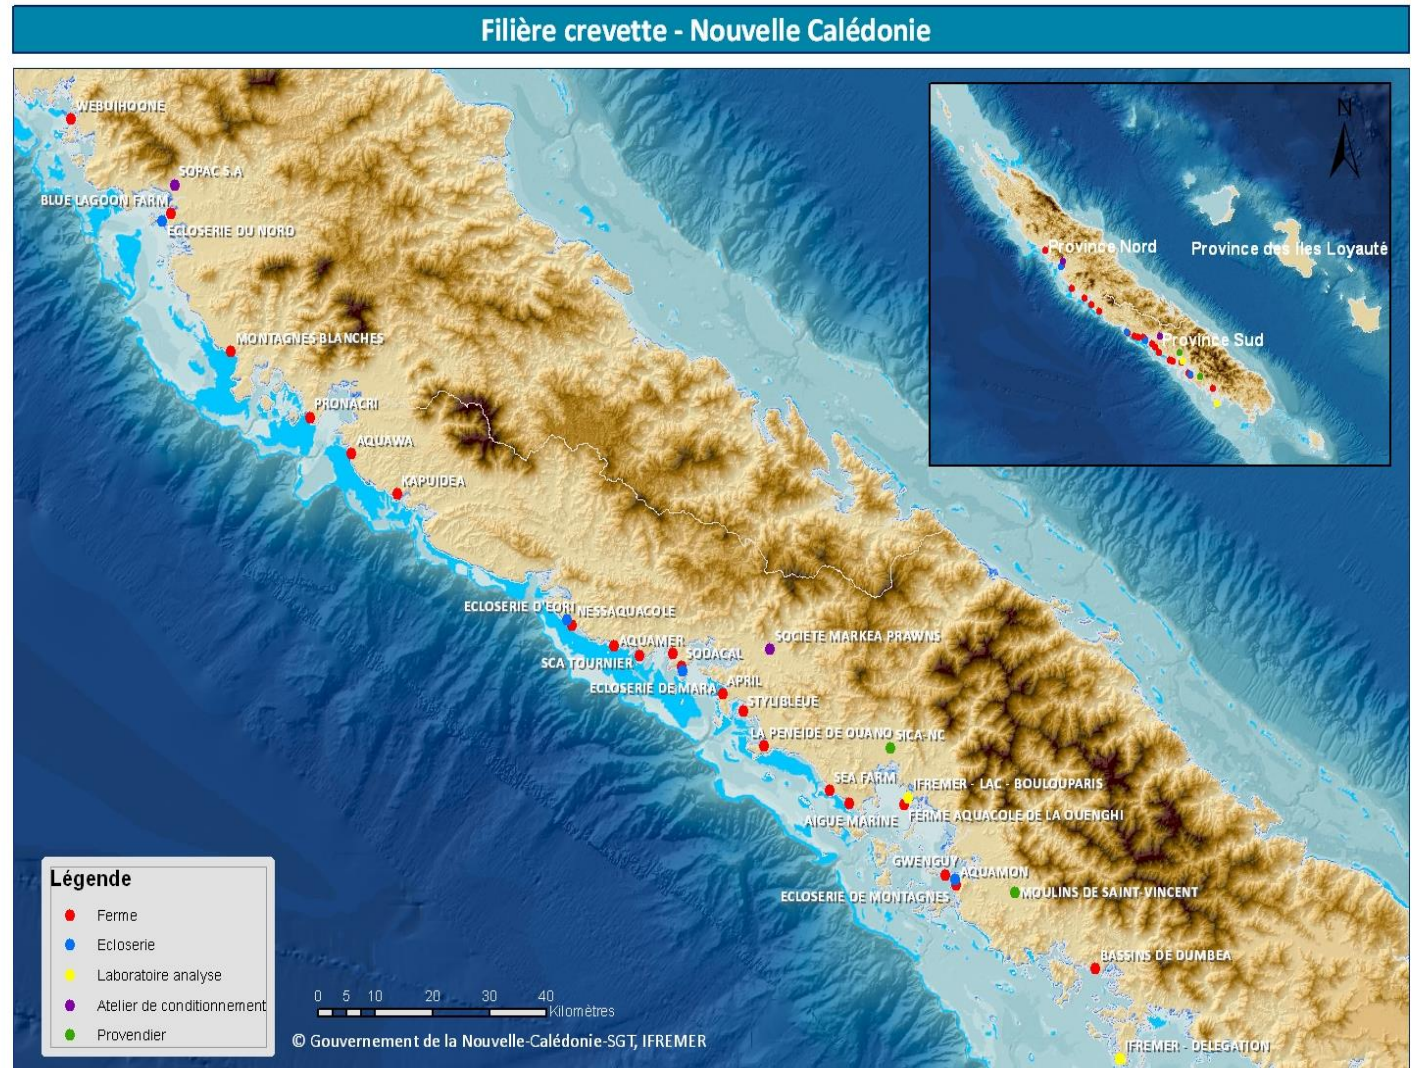 Filière crevette - Nouvelle Calédonie
WEBUIHOONE
SOPAC S.A
BLUE LAGOON FARM
ECLOSERIE DU NORD
MONTAGNES BLANCHES
PRONACRI
AQUAWA
KAPUIDEA
ECLOSERIE D'EORI
NESSAQUACOLE
AQUAMER
SCA TOURNIER
SODACAL
SOCIETE MARKEA PRAWNS
ECLOSERIE DE MARA
APRIL
STYLIBLEUE
LA PENEIDE DE OUANO
SICA-NC
SEA FARM
IFREMER - LAC - BOULOUPARIS
AIGUE-MARINE
FERME AQUACOLE DE LA OUENGHI
GWENGUY
AQUAMON
ECLOSERIE DE MONTAGNES
MOULINS DE SAINT-VINCENT
BASSINS DE DUMBEA
IFREMER - DELEGATION
N
Province Nord
Province des Îles Loyauté
Province Sud
Légende
Ferme
Ecloserie
Laboratoire analyse
Atelier de conditionnement
Provendier
0 5 10 20 30 40
Kilomètres
© Gouvernement de la Nouvelle-Calédonie-SGT, IFREMER